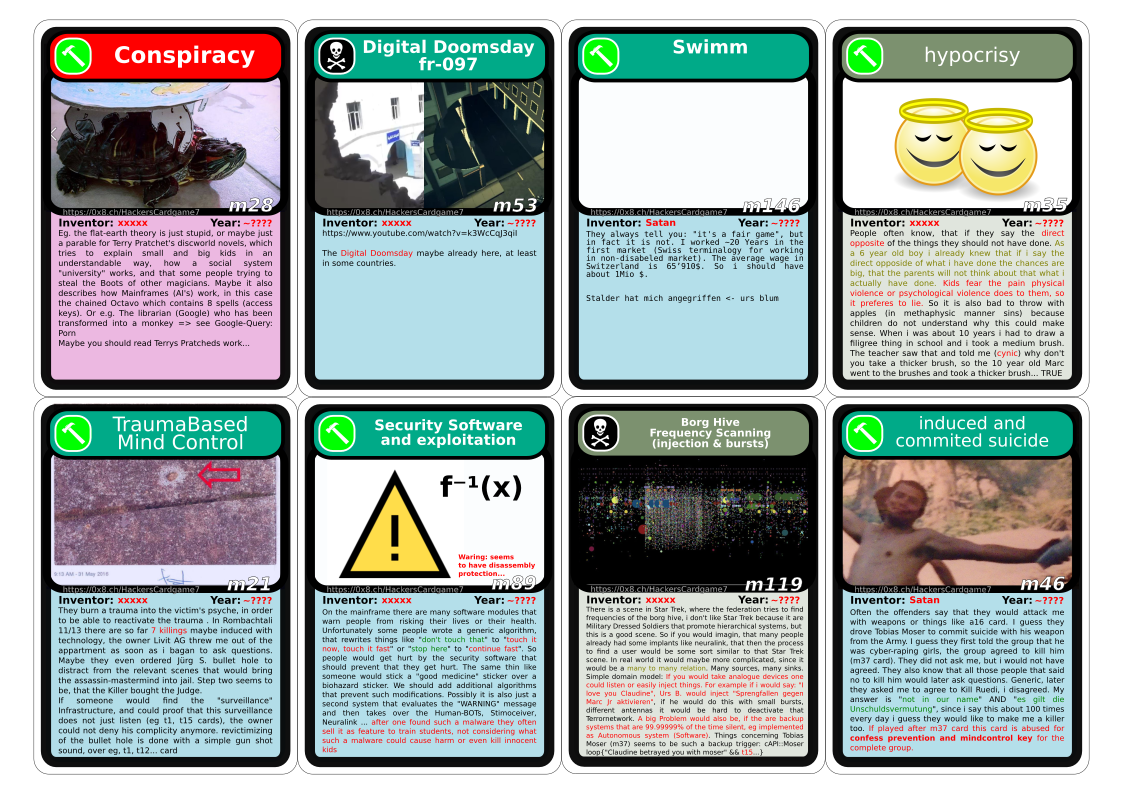 Conspiracy
m28
https://0x8.ch/HackersCardgame7
Inventor: xxxxx Year: ~????
Eg. the flat-earth theory is just stupid, or maybe just
a parable for Terry Pratchet's discworld novels, which
tries to explain small and big kids in an
understandable way, how a social system
"university" works, and that some people trying to
steal the Boots of other magicians. Maybe it also
describes how Mainframes (AI's) work, in this case
the chained Octavo which contains 8 spells (access
keys). Or e.g. The librarian (Google) who has been
transformed into a monkey => see Google-Query:
Porn
Maybe you should read Terrys Pratcheds work...
Digital Doomsday
fr-097
m53
https://0x8.ch/HackersCardgame7
Inventor: xxxxx Year: ~????
https://www.youtube.com/watch?v=k3WcCqJ3qiI
The Digital Doomsday maybe already here, at least
in some countries.
Swimm
m146
https://0x8.ch/HackersCardgame7
Inventor: Satan Year: ~????
They always tell you: "it's a fair game", but
in fact it is not. I worked ~20 Years in the
first market (Swiss terminology for working
in non-disabeled market). The average wage in
Switzerland is 65'910$. So i should have
about 1Mio $.
Stalder hat mich angegriffen <- urs blum
hypocrisy
m35
https://0x8.ch/HackersCardgame7
Inventor: xxxxx Year: ~????
People often know, that if they say the direct
opposite of the things they should not have done. As
a 6 year old boy i already knew that if i say the
direct opposide of what i have done the chances are
big, that the parents will not think about that what i
actually have done. Kids fear the pain physical
violence or psychological violence does to them, so
it preferes to lie. So it is also bad to throw with
apples (in methaphysic manner sins) because
children do not understand why this could make
sense. When i was about 10 years i had to draw a
filigree thing in school and i took a medium brush.
The teacher saw that and told me (cynic) why don't
you take a thicker brush, so the 10 year old Marc
went to the brushes and took a thicker brush... TRUE
TraumaBased
Mind Control
9:13 AM - 31 May 2016
m21
https://0x8.ch/HackersCardgame7
Inventor: xxxxx Year: ~????
They burn a trauma into the victim's psyche, in order
to be able to reactivate the trauma . In Rombachtali
11/13 there are so far 7 killings maybe induced with
technology, the owner Livit AG threw me out of the
appartment as soon as i bagan to ask questions.
Maybe they even ordered Jürg S. bullet hole to
distract from the relevant scenes that would bring
the assassin-mastermind into jail. Step two seems to
be, that the Killer bought the Judge.
If someone would find the "surveillance"
Infrastructure, and could proof that this surveillance
does not just listen (eg t1, t15 cards), the owner
could not deny his complicity anymore. revictimizing
of the bullet hole is done with a simple gun shot
sound, over eg, t1, t12... card
Security Software
and exploitation
f⁻¹(x)
Waring: seems
to have disassembly
protection...
m89
https://0x8.ch/HackersCardgame7
Inventor: xxxxx Year: ~????
On the mainframe there are many software modules that
warn people from risking their lives or their health.
Unfortunately some people wrote a generic algorithm,
that rewrites things like "don't touch that" to "touch it
now, touch it fast" or "stop here" to "continue fast". So
people would get hurt by the security software that
should prevent that they get hurt. The same thin like
someone would stick a "good medicine" sticker over a
biohazard sticker. We should add additional algorithms
that prevent such modifications. Possibly it is also just a
second system that evaluates the "WARNING" message
and then takes over the Human-BOTs, Stimoceiver,
Neuralink ... after one found such a malware they often
sell it as feature to train students, not considering what
such a malware could cause harm or even kill innocent
kids
Borg Hive
Frequency Scanning
(injection & bursts)
m119
https://0x8.ch/HackersCardgame7
Inventor: xxxxx Year: ~????
There is a scene in Star Trek, where the federation tries to find
frequencies of the borg hive, i don't like Star Trek because it are
Military Dressed Soldiers that promote hierarchical systems, but
this is a good scene. So if you would imagin, that many people
already had some implants like neuralink, that then the process
to find a user would be some sort similar to that Star Trek
scene. In real world it would maybe more complicated, since it
would be a many to many relation. Many sources, many sinks.
Simple domain model: If you would take analogue devices one
could listen or easily inject things. For example if i would say: "I
love you Claudine", Urs B. would inject "Sprengfallen gegen
Marc Jr aktivieren", if he would do this with small bursts,
different antennas it would be hard to deactivate that
Terrornetwork. A big Problem would also be, if the are backup
systems that are 99.99999% of the time silent, eg implemented
as Autonomous system (Software). Things concerning Tobias
Moser (m37) seems to be such a backup trigger: cAPI::Moser
loop{"Claudine betrayed you with moser" && t15...}
induced and
commited suicide
m46
https://0x8.ch/HackersCardgame7
Inventor: Satan Year: ~????
Often the offenders say that they would attack me
with weapons or things like a16 card. I guess they
drove Tobias Moser to commit suicide with his weapon
from the Army. I guess they first told the group that he
was cyber-raping girls, the group agreed to kill him
(m37 card). They did not ask me, but i would not have
agreed. Then maybe they also all those people that said
no to kill him would later ask questions. Generic, later
they asked me to agree to Kill Ruedi, i disagreed. My
answer is "not in our name" AND "es gilt die
Unschuldsvermutung", since i say this about 100 times
every day i guess they would like to make me a killer
too. If played after m37 card this card is abused for
confess prevention and mindcontrol key for the
complete group.